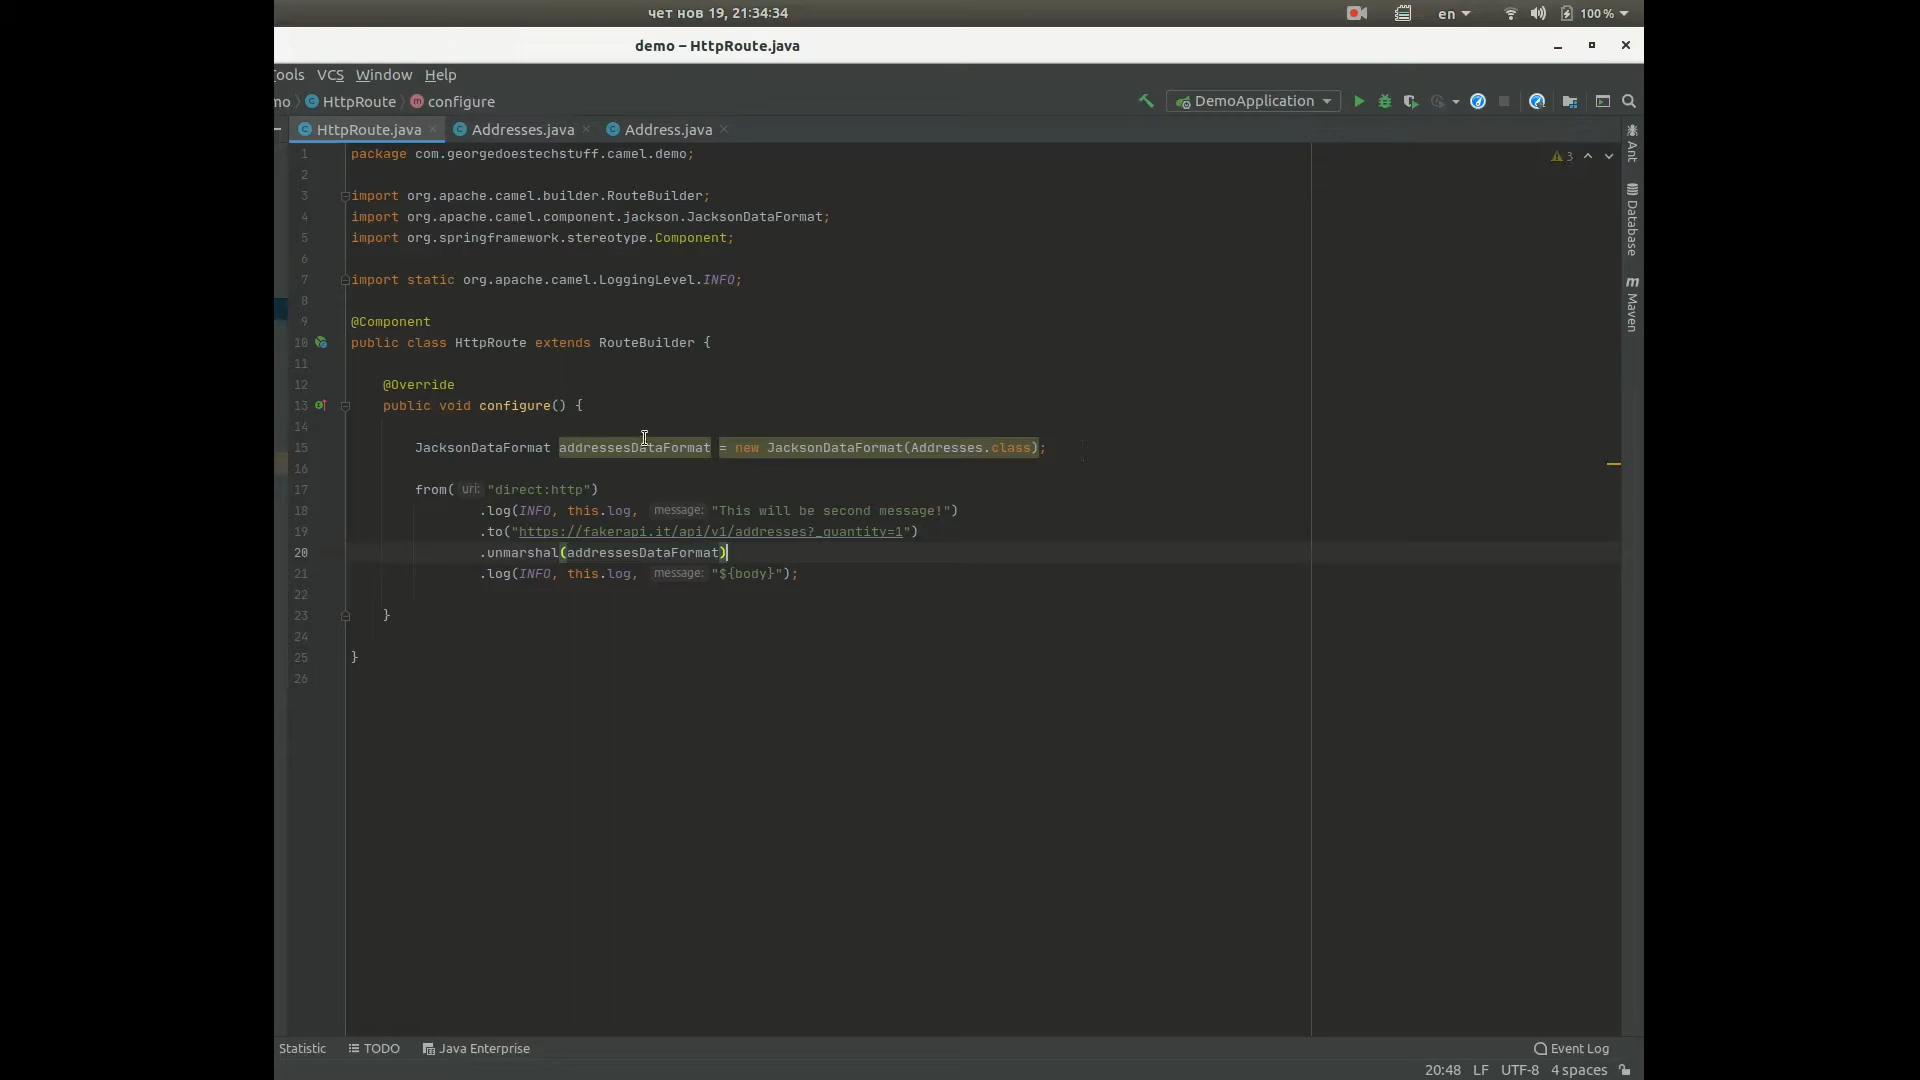 чет нов 19, 21:34:34
en
100 %
demo – HttpRoute.java
ools VCS Window Help
mo HttpRoute configure
DemoApplication
HttpRoute.java Addresses.java Address.java
1 package com.georgedoestechstuff.camel.demo;
3
2
3 import org.apache.camel.builder.RouteBuilder;
4 import org.apache.camel.component.jackson.JacksonDataFormat;
5 import org.springframework.stereotype.Component;
6
7 import static org.apache.camel.LoggingLevel.INFO;
8
9 @Component
10 public class HttpRoute extends RouteBuilder {
11
12 @Override
13 public void configure() {
14
15 JacksonDataFormat addressesDataFormat = new JacksonDataFormat(Addresses.class);
16
17 from( uri: "direct:http")
18 .log(INFO, this.log, message: "This will be second message!")
19 .to("https://fakerapi.it/api/v1/addresses?_quantity=1")
20 .unmarshal(addressesDataFormat)
21 .log(INFO, this.log, message: "${body}");
22
23 }
24
25 }
26
Ant
Database
m Maven
Statistic TODO Java Enterprise Event Log
20:48 LF UTF-8 4 spaces